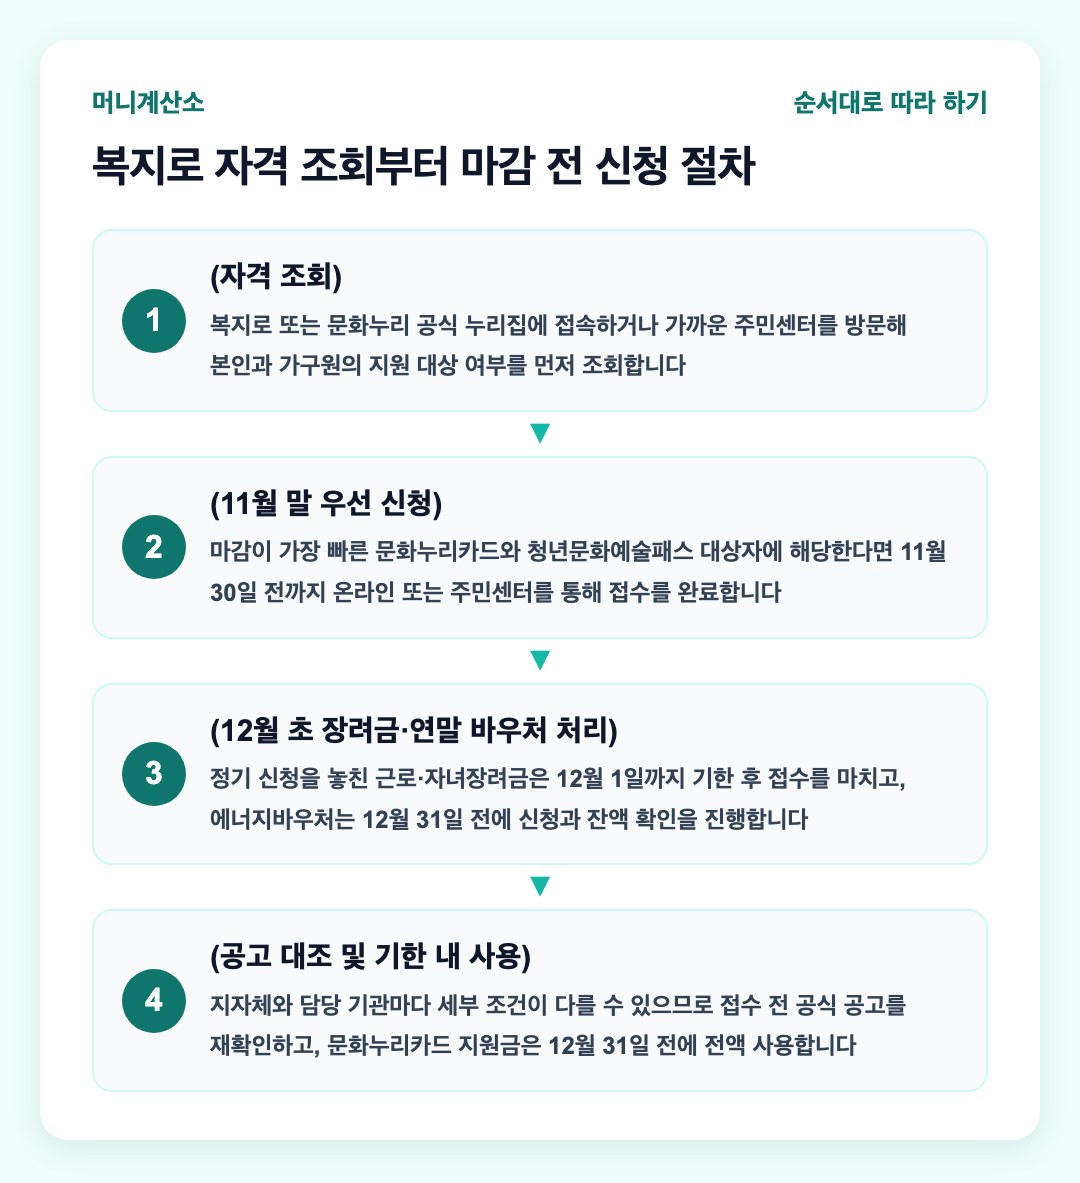 머니계산소
순서대로 따라 하기
복지로 자격 조회부터 마감 전 신청 절차
1
(자격 조회)
복지로 또는 문화누리 공식 누리집에 접속하거나 가까운 주민센터를 방문해
본인과 가구원의 지원 대상 여부를 먼저 조회합니다
▼
2
(11월 말 우선 신청)
마감이 가장 빠른 문화누리카드와 청년문화예술패스 대상자에 해당한다면 11월
30일 전까지 온라인 또는 주민센터를 통해 접수를 완료합니다
▼
3
(12월 초 장려금·연말 바우처 처리)
정기 신청을 놓친 근로·자녀장려금은 12월 1일까지 기한 후 접수를 마치고,
에너지바우처는 12월 31일 전에 신청과 잔액 확인을 진행합니다
▼
4
(공고 대조 및 기한 내 사용)
지자체와 담당 기관마다 세부 조건이 다를 수 있으므로 접수 전 공식 공고를
재확인하고, 문화누리카드 지원금은 12월 31일 전에 전액 사용합니다